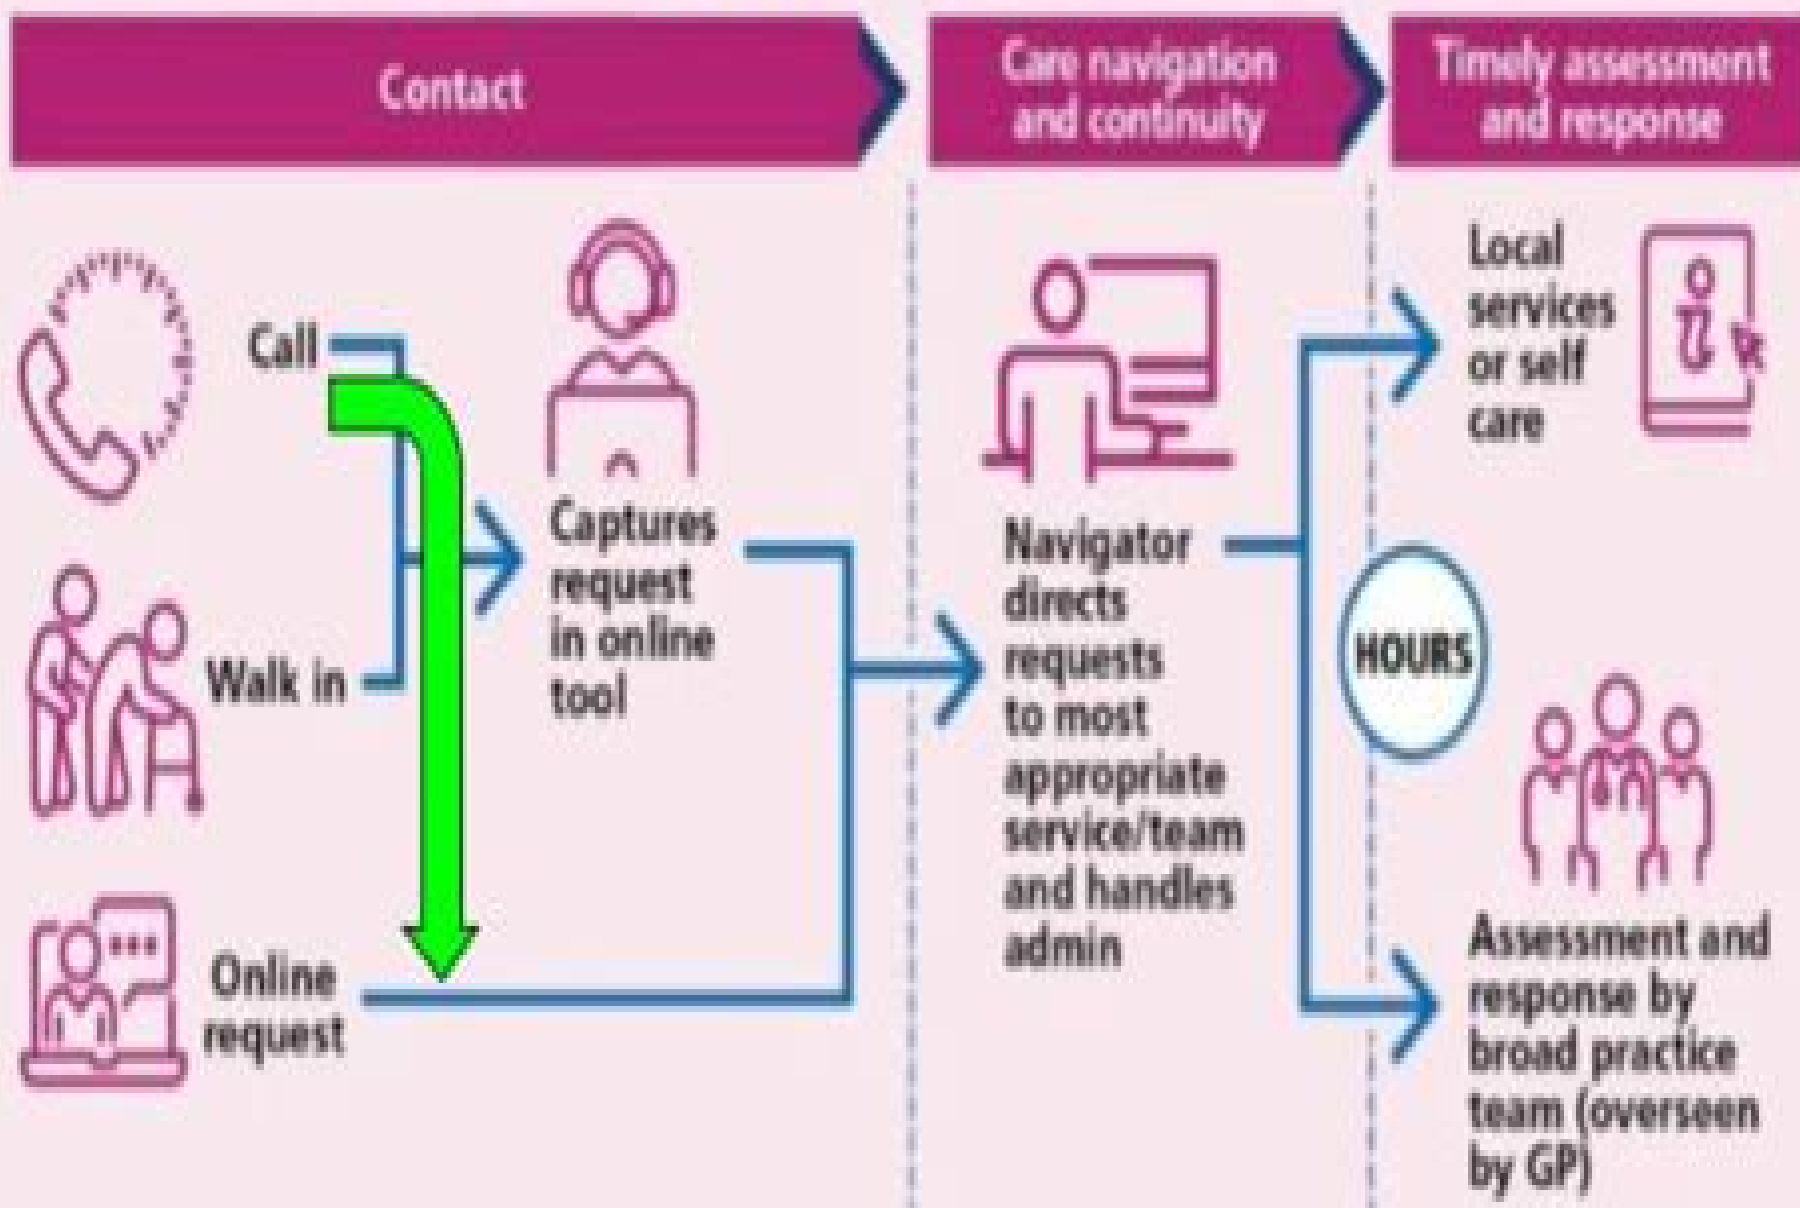 Contact
Care navigation
and continuity
Timely assessment
and response
Call
Walk in
Online
request
Captures
request
in online
tool
Navigator
directs
requests
to most
appropriate
service/team
and handles
admin
Local
services
or self
care
HOURS
Assessment and
response by
broad practice
team (overseen
by GP)